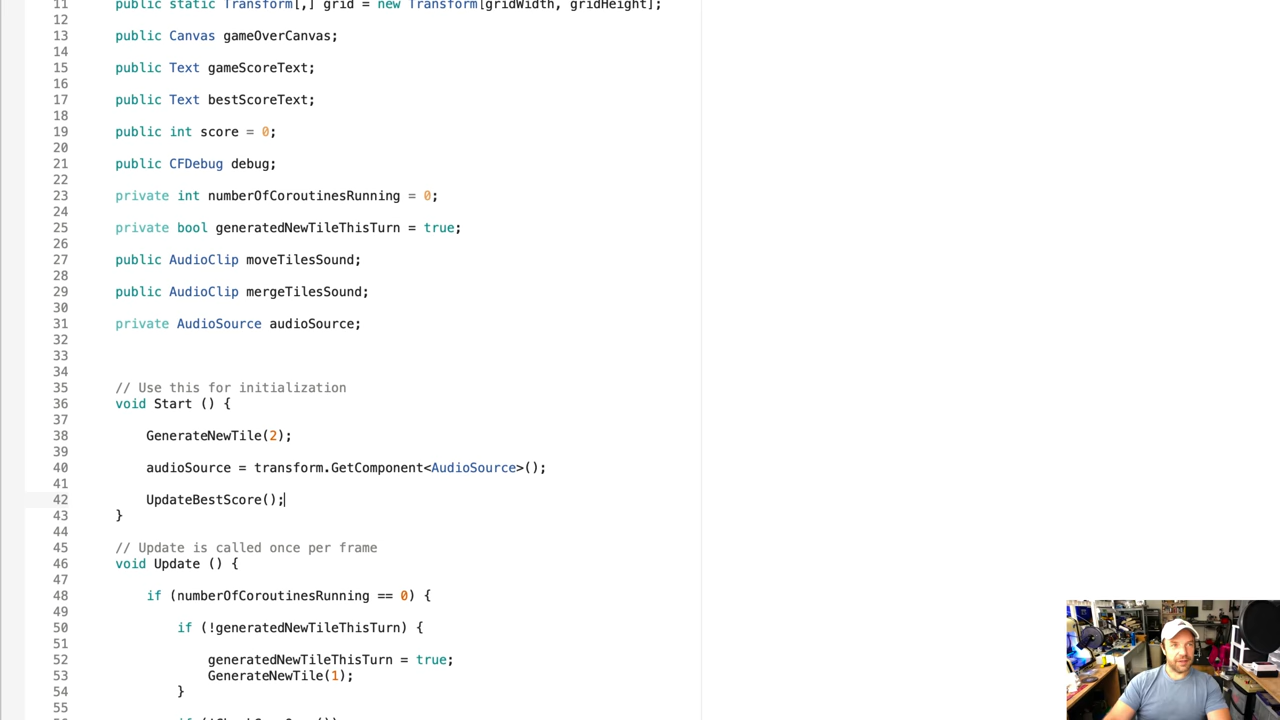 11 public static Transform[,] grid = new Transform[gridWidth, gridHeight];
12
13 public Canvas gameOverCanvas;
14
15 public Text gameScoreText;
16
17 public Text bestScoreText;
18
19 public int score = 0;
20
21 public CFDebug debug;
22
23 private int numberOfCoroutinesRunning = 0;
24
25 private bool generatedNewTileThisTurn = true;
26
27 public AudioClip moveTilesSound;
28
29 public AudioClip mergeTilesSound;
30
31 private AudioSource audioSource;
32
33
34
35 // Use this for initialization
36 void Start () {
37
38 GenerateNewTile(2);
39
40 audioSource = transform.GetComponent<AudioSource>();
41
42 UpdateBestScore();
43 }
44
45 // Update is called once per frame
46 void Update () {
47
48 if (numberOfCoroutinesRunning == 0) {
49
50 if (!generatedNewTileThisTurn) {
51
52 generatedNewTileThisTurn = true;
53 GenerateNewTile(1);
54 }
55